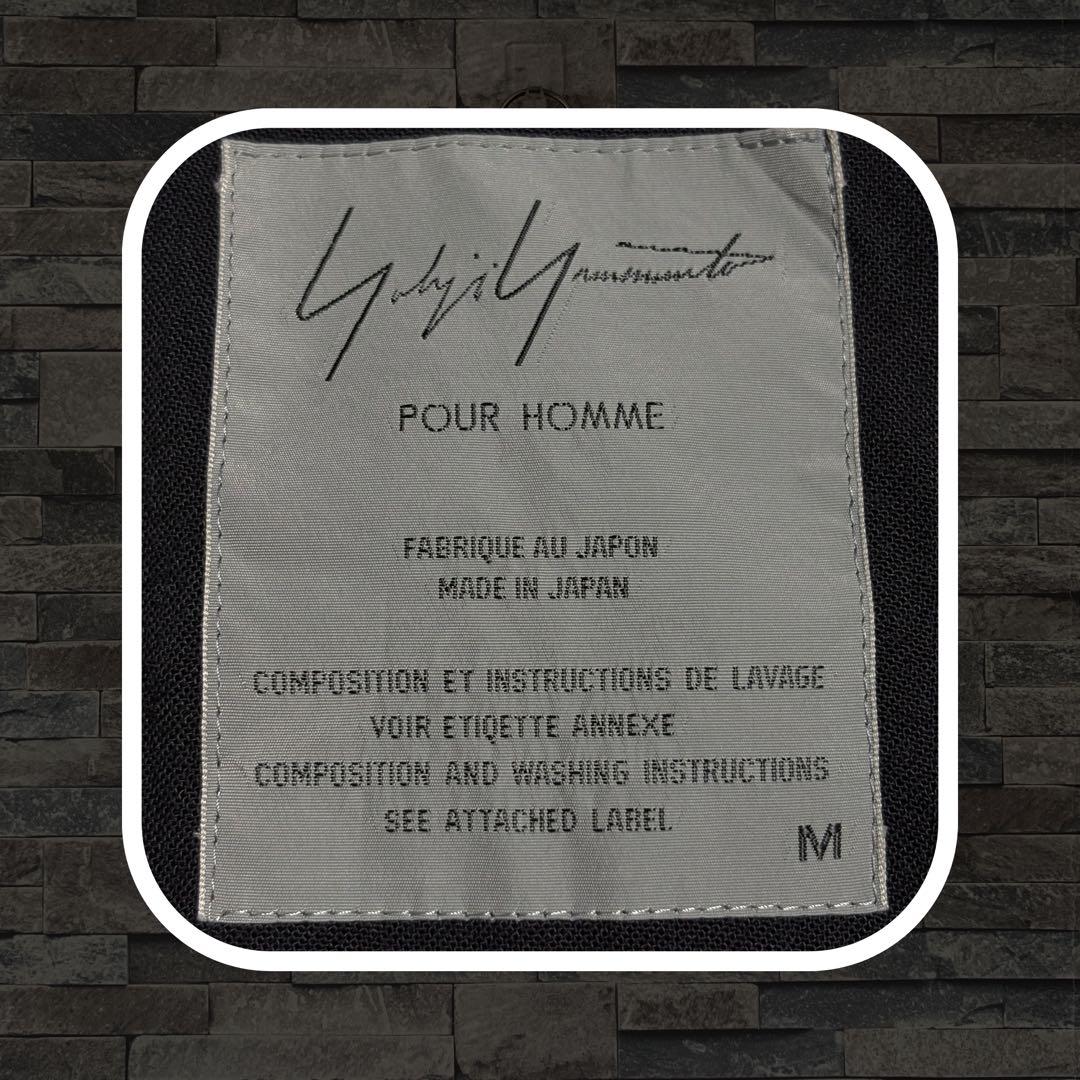 Yohji Yamamoto
POUR HOMME
FABRIQUE AU JAPON
MADE IN JAPAN
COMPOSITION ET INSTRUCTIONS DE LAVAGE
VOIR ETIQETTE ANNEXE
COMPOSITION AND WASHING INSTRUCTIONS
SEE ATTACHED LABEL
M